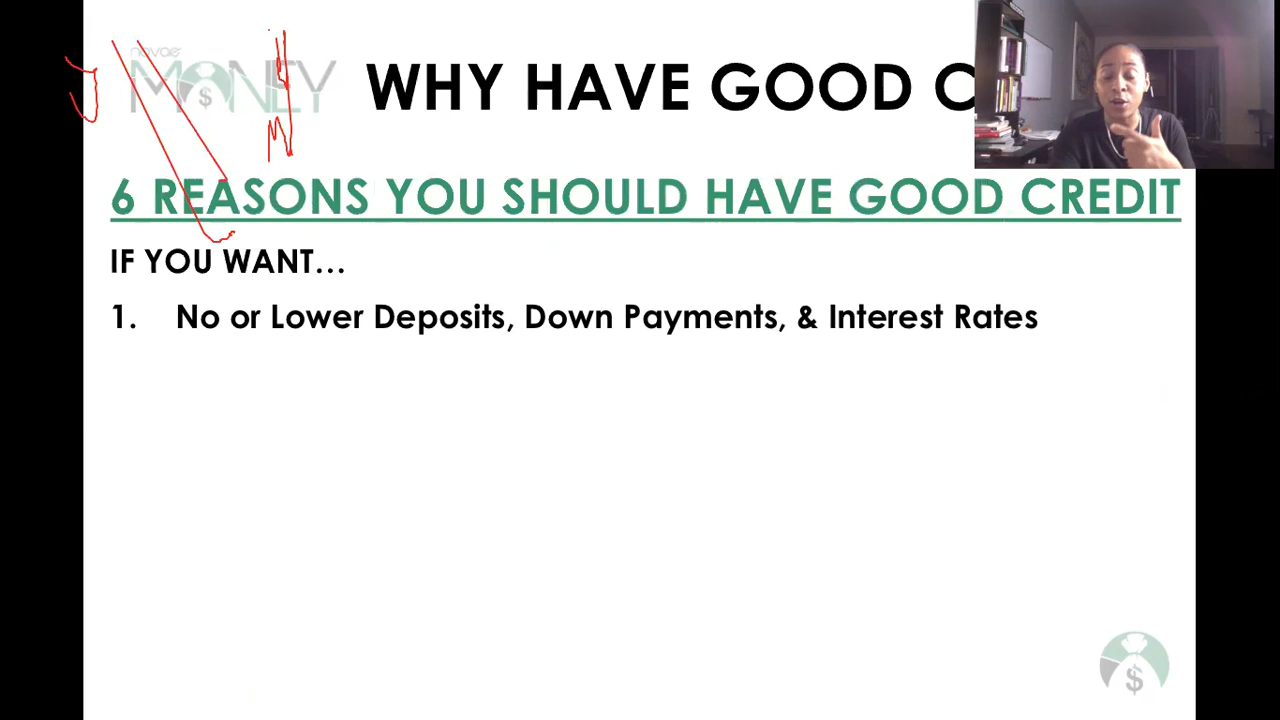 novae
MONEY
WHY HAVE GOOD C
6 REASONS YOU SHOULD HAVE GOOD CREDIT
IF YOU WANT…
1. No or Lower Deposits, Down Payments, & Interest Rates
$